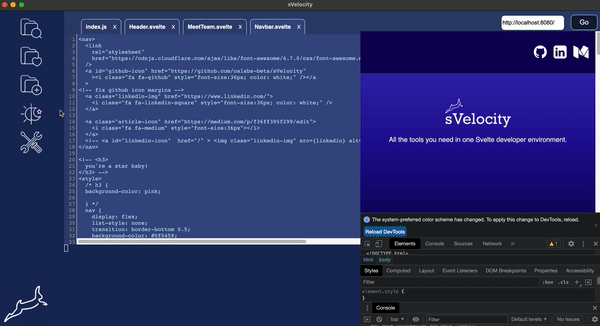 sVelocity
index.js X Header.svelte X MeetTeam.svelte X Navbar.svelte X
http://localhost:8080/ Go
1 <nav>
2 <link
3 rel="stylesheet"
4 href="https://cdnjs.cloudflare.com/ajax/libs/font-awesome/4.7.0/css/font-awesome.
5 />
6 <a id="github-icon" href="https://github.com/oslabs-beta/sVelocity"
7 ><i class="fa fa-github" style="font-size:36px; color: white;" /></a
8 >
9 <!-- fix github icon margins -->
10 <a class="linkedin-img" href="https://www.linkedin.com/">
11 <i class="fa fa-linkedin-square" style="font-size:36px; color: white;" />
12 </a>
13
14 <a class="article-icon" href="https://medium.com/p/f36ff395f299/edit">
15 <i class="fa fa-medium" style="font-size:36px"></i>
16 </a>
17 <!-- <a id="linkedin-icon" href="/" > <img class="linkedin-img" src={linkedin} alt=
18 </nav>
19
20 <!-- <h3>
21 you're a star baby!
22 </h3> -->
23 <style>
24 /* h3 {
25 background-color: pink;
26
27 } */
28 nav {
29 display: flex;
30 list-style: none;
31 transition: border-bottom 0.5;
32 background-color: #0f0459;
33
sVelocity
All the tools you need in one Svelte developer environment.
The system-preferred color scheme has changed. To apply this change to DevTools, reload.
Reload DevTools
Elements Console Sources Network » 1
<!DOCTYPE html>
html body
Styles Computed Layout Event Listeners DOM Breakpoints Properties Accessibility
Filter :hov .cls +
element.style {
}
Console
top Filter Default levels No Issues